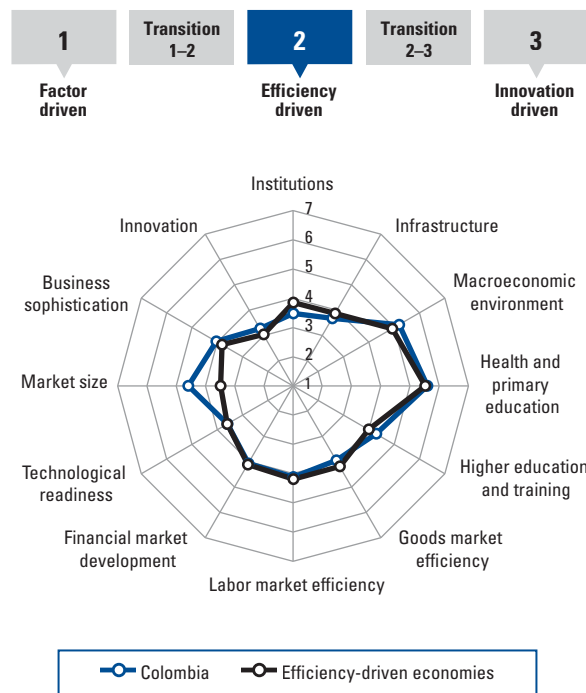 1
Transition
1–2
2
Transition
2–3
3
Factor
driven
Efficiency
driven
Innovation
driven
Institutions
Innovation
Infrastructure
Business
sophistication
Macroeconomic
environment
Market size
Health and
primary
education
Technological
readiness
Higher education
and training
Financial market
development
Goods market
efficiency
Labor market efficiency
7
6
5
4
3
2
1
Colombia
Efficiency-driven economies